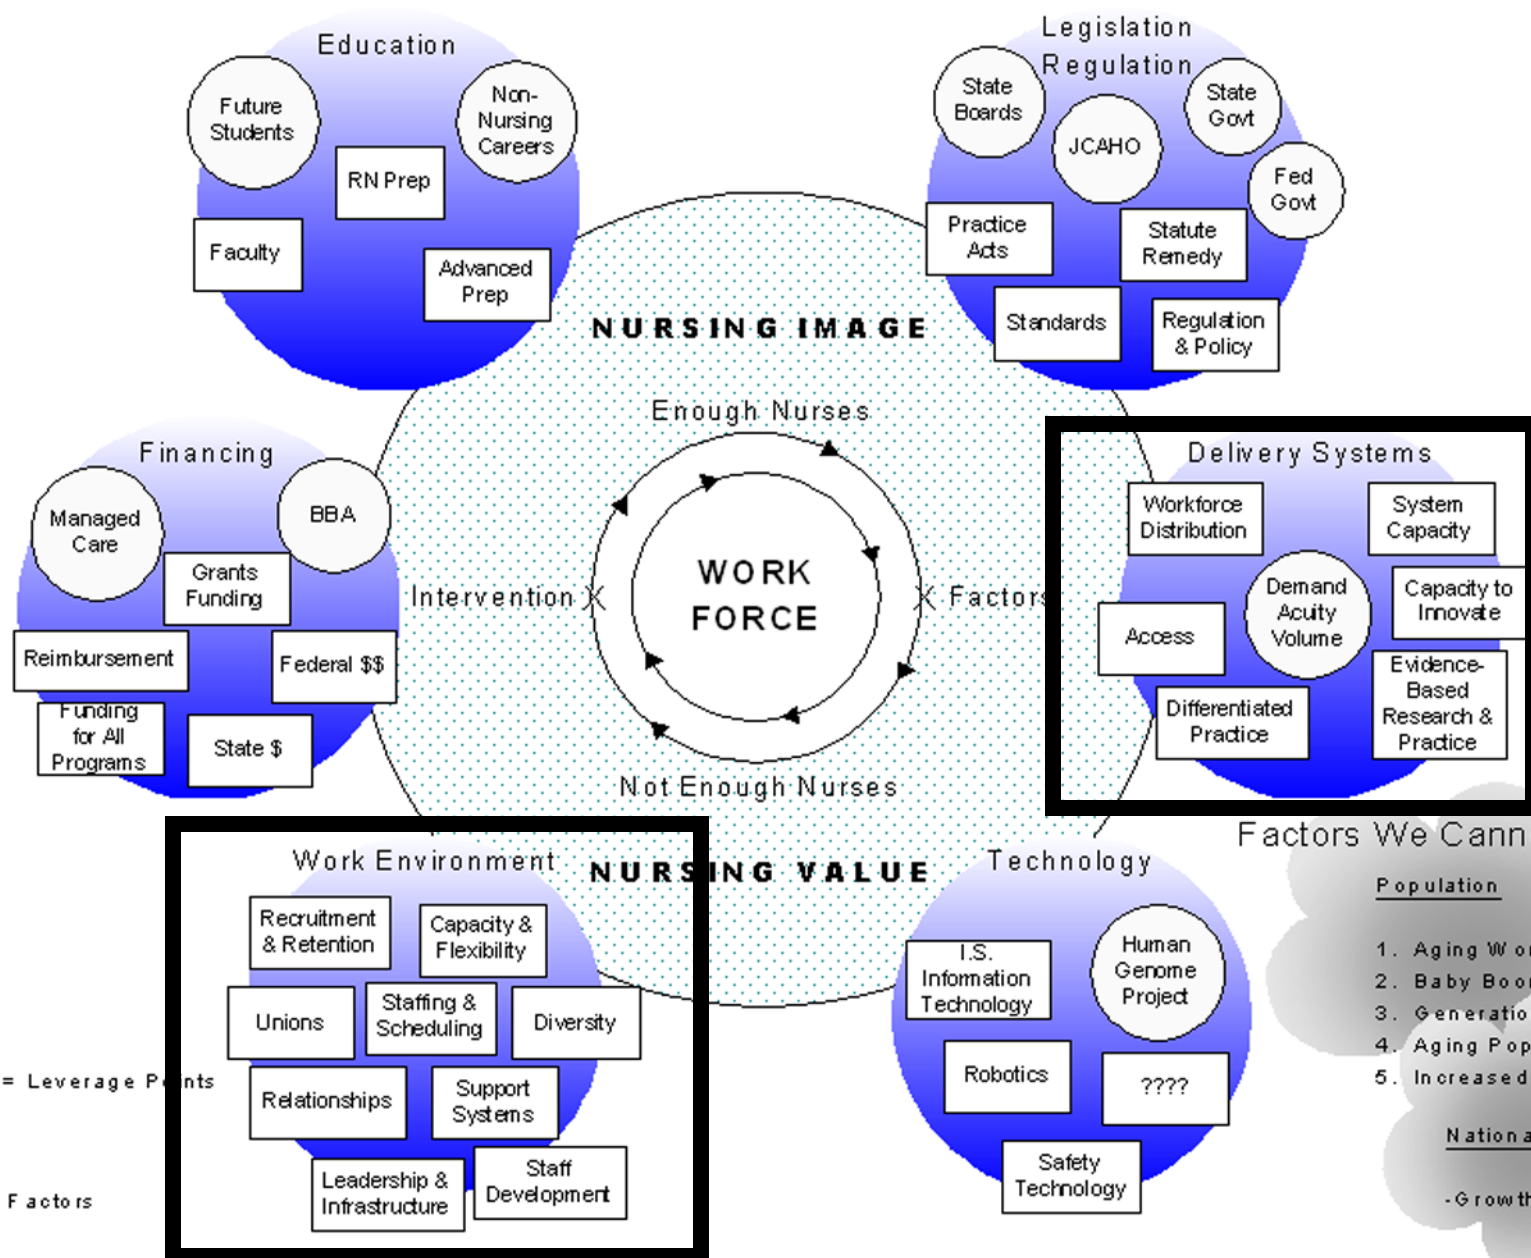 Education
Future
Students
Non-
Nursing
Careers
RN Prep
Faculty
Advanced
Prep
Legislation
Regulation
State
Boards
JCAHO
State
Govt
Fed
Govt
Practice
Acts
Statute
Remedy
Standards
Regulation
& Policy
NURSING IMAGE
Enough Nurses
Intervention
WORK
FORCE
Factors
Not Enough Nurses
NURSING VALUE
Financing
Managed
Care
BBA
Grants
Funding
Reimbursement
Federal $$
Funding
for All
Programs
State $
Delivery Systems
Workforce
Distribution
System
Capacity
Demand
Acuity
Volume
Capacity to
Innovate
Access
Evidence-
Based
Research &
Practice
Differentiated
Practice
Work Environment
Recruitment
& Retention
Capacity &
Flexibility
Unions
Staffing &
Scheduling
Diversity
Relationships
Support
Systems
Leadership &
Infrastructure
Staff
Development
Technology
I.S.
Information
Technology
Human
Genome
Project
Robotics
????
Safety
Technology
= Leverage Points
Factors
Factors We Cann
Population
1. Aging Wor
2. Baby Boo
3. Generatio
4. Aging Pop
5. Increased
Nationa
-Growth